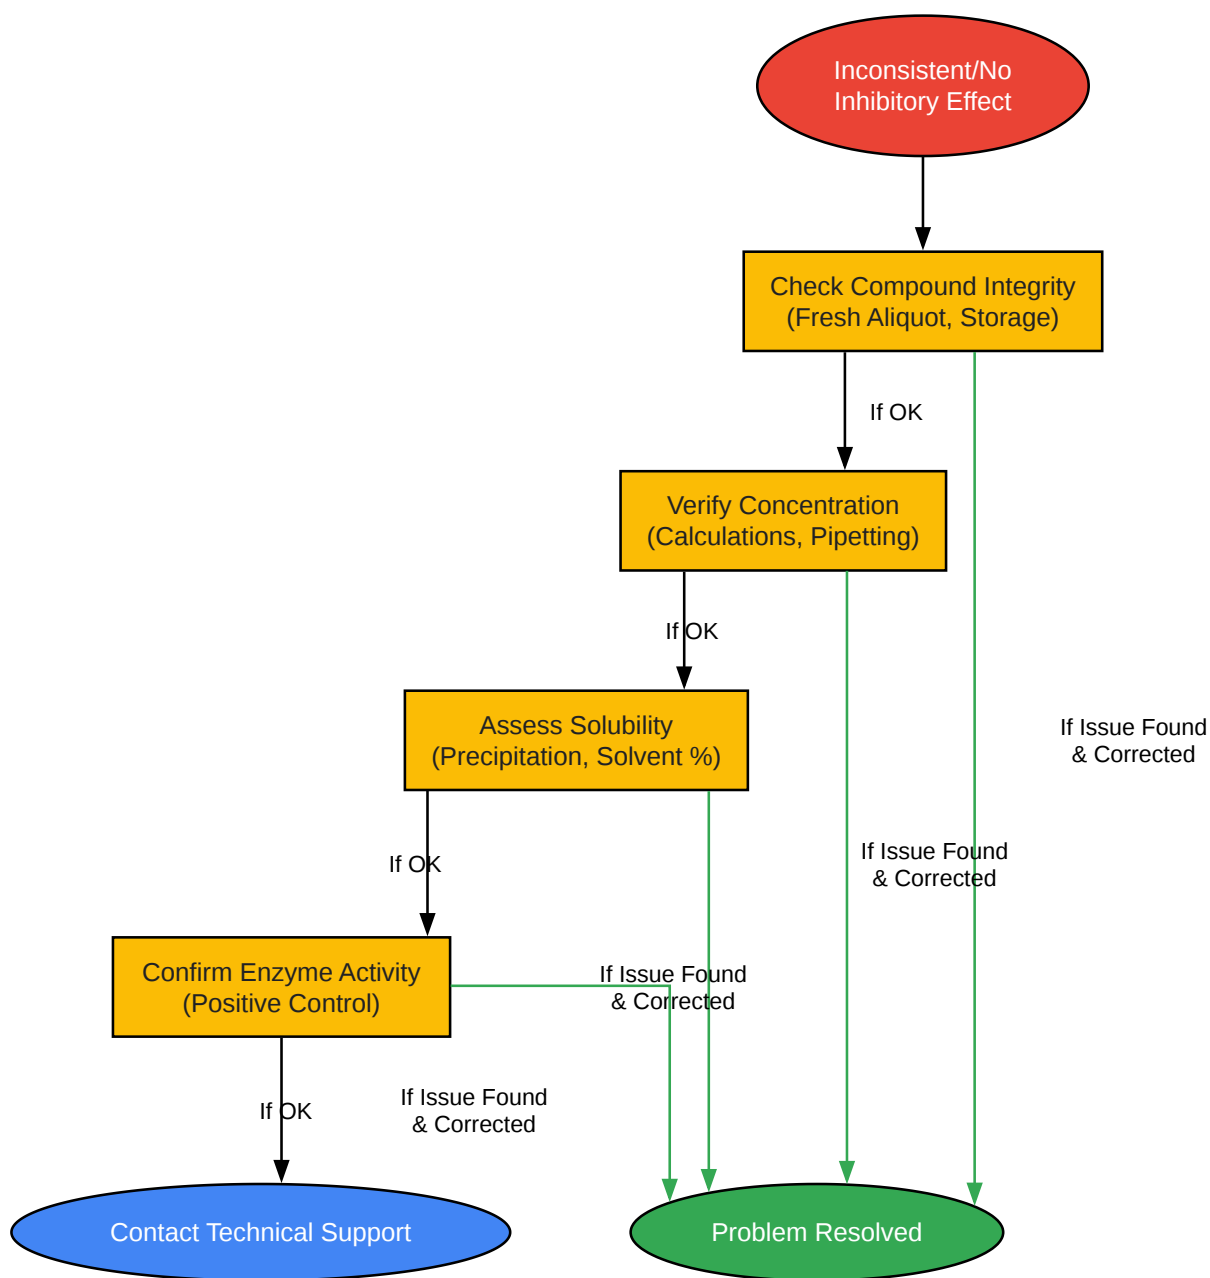 Inconsistent/No
Inhibitory Effect
Check Compound Integrity
(Fresh Aliquot, Storage)
If OK
Verify Concentration
(Calculations, Pipetting)
If OK
Assess Solubility
(Precipitation, Solvent %)
If Issue Found
& Corrected
If OK
If Issue Found
& Corrected
Confirm Enzyme Activity
(Positive Control)
If Issue Found
& Corrected
If OK
If Issue Found
& Corrected
Contact Technical Support
Problem Resolved